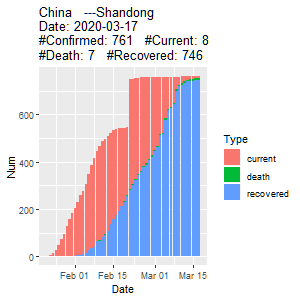 China   ---Shandong
Date: 2020-03-17
#Confirmed: 761   #Current: 8
#Death: 7   #Recovered: 746
Num
600
400
200
0
Feb 01
Feb 15
Mar 01
Mar 15
Date
Type
current
death
recovered